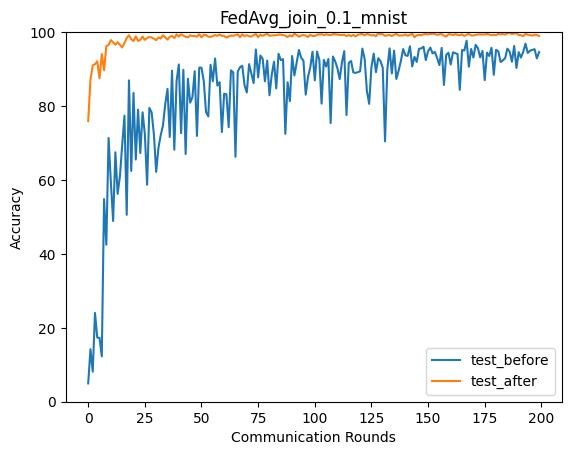 FedAvg_join_0.1_mnist
Accuracy
100
80
60
40
20
0
0 25 50 75 100 125 150 175 200
Communication Rounds
test_before
test_after